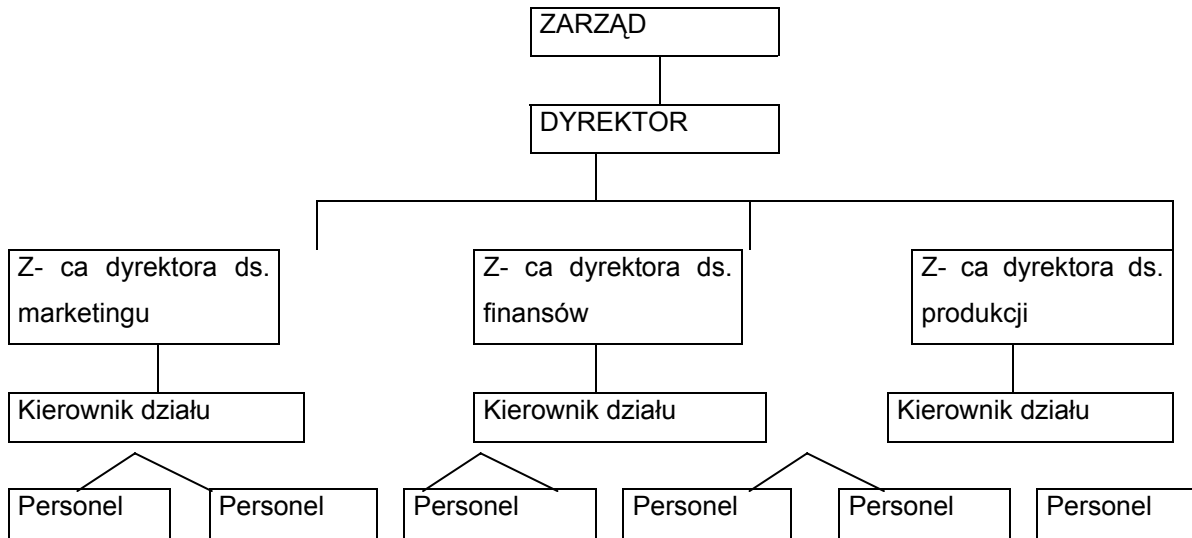 ZARZĄD
DYREKTOR
Z- ca dyrektora ds.
marketingu
Z- ca dyrektora ds.
finansów
Z- ca dyrektora ds.
produkcji
Kierownik działu
Kierownik działu
Kierownik działu
Personel
Personel
Personel
Personel
Personel
Personel